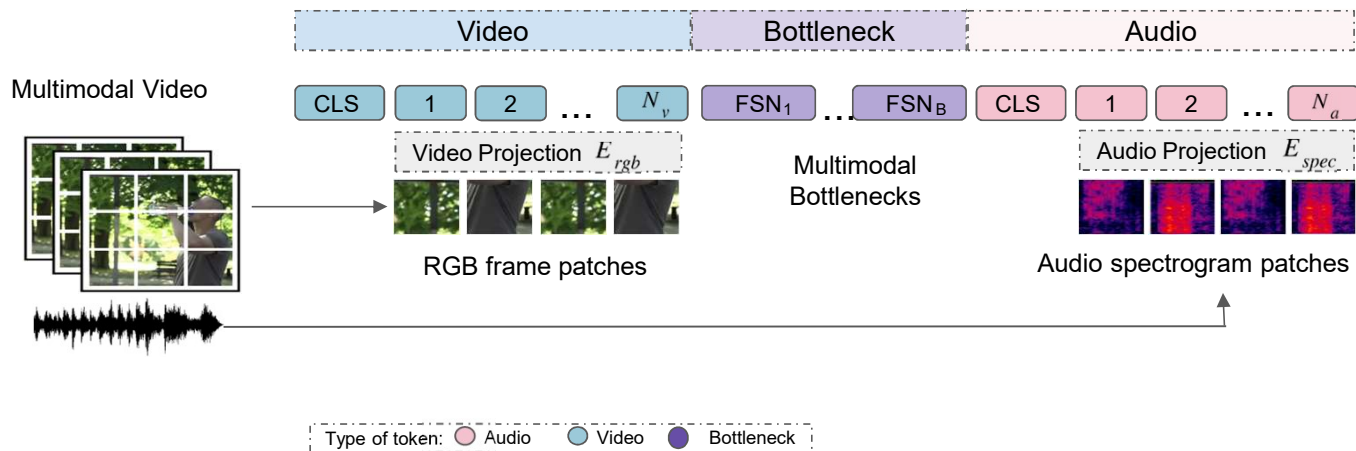 Video Bottleneck Audio
Multimodal Video
CLS 1 2 ... N_v FSN_1 ... FSN_B CLS 1 2 ... N_a
Video Projection E_rgb
Multimodal
Bottlenecks
Audio Projection E_spec
RGB frame patches
Audio spectrogram patches
Type of token: Audio Video Bottleneck